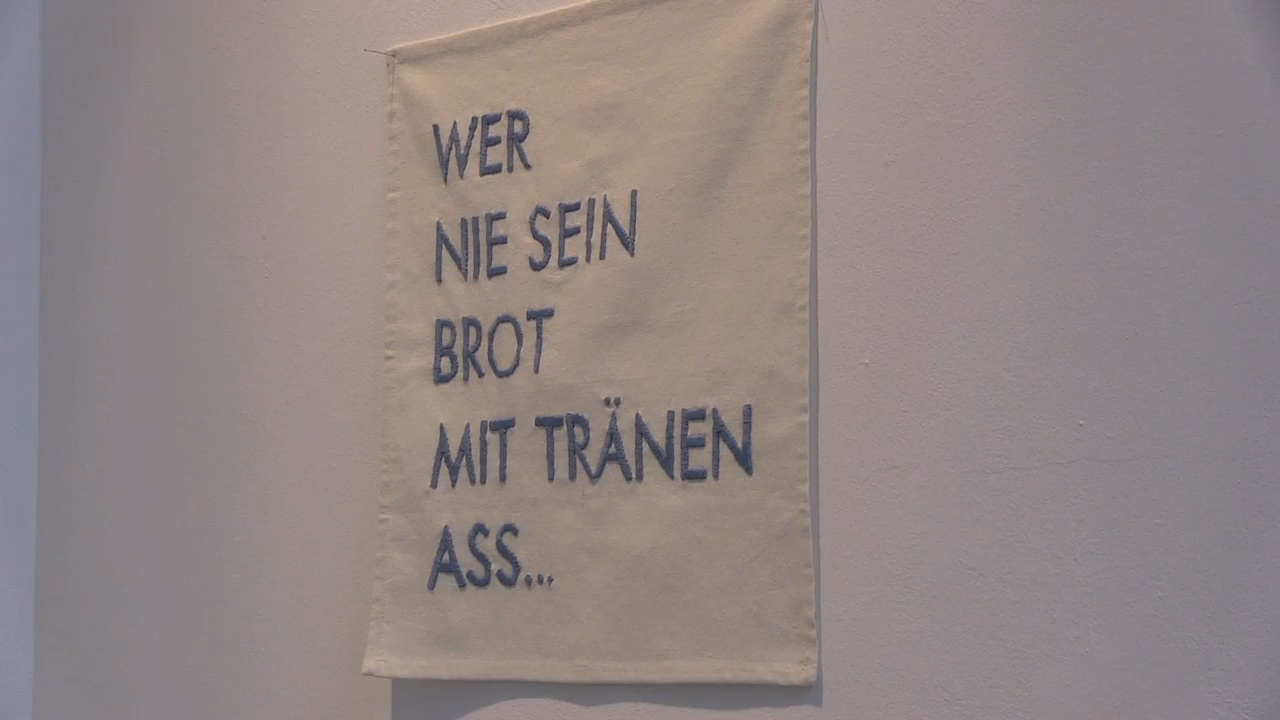 WER
NIE SEIN
BROT
MIT TRÄNEN
ASS...